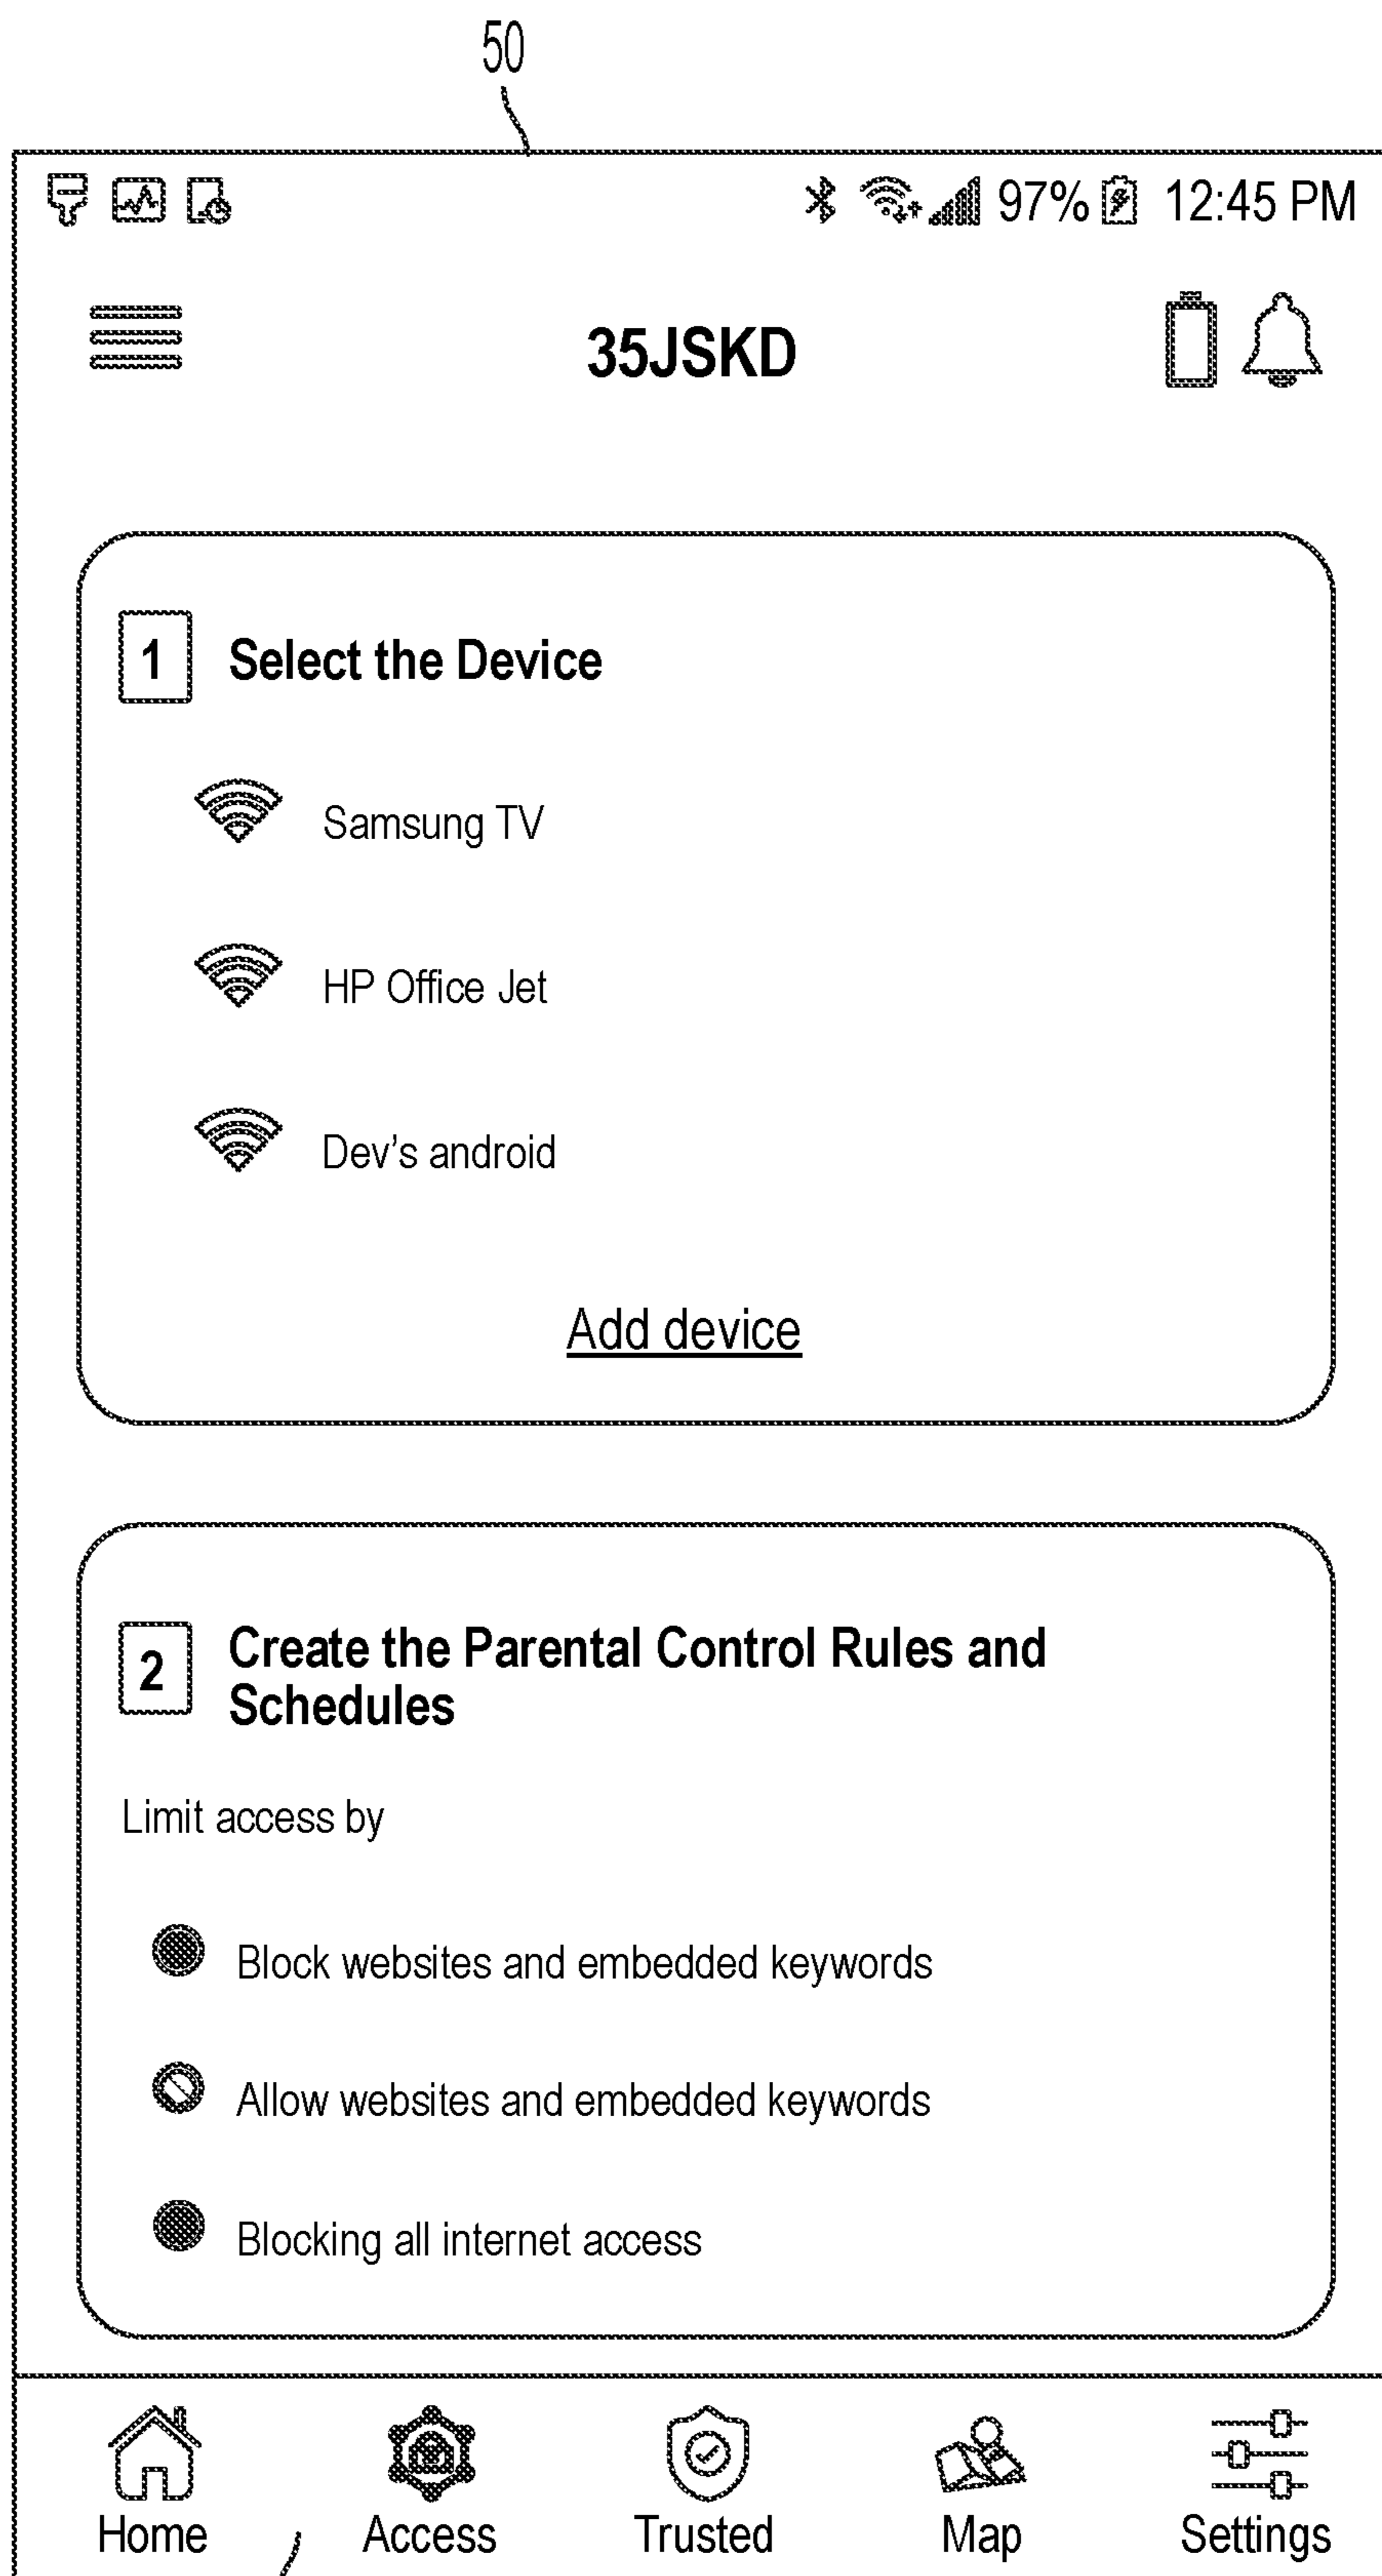 50
97% 12:45 PM
35JSKD
1 Select the Device
Samsung TV
HP Office Jet
Dev's android
Add device
2 Create the Parental Control Rules and
Schedules
Limit access by
Block websites and embedded keywords
Allow websites and embedded keywords
Blocking all internet access
Home Access Trusted Map Settings